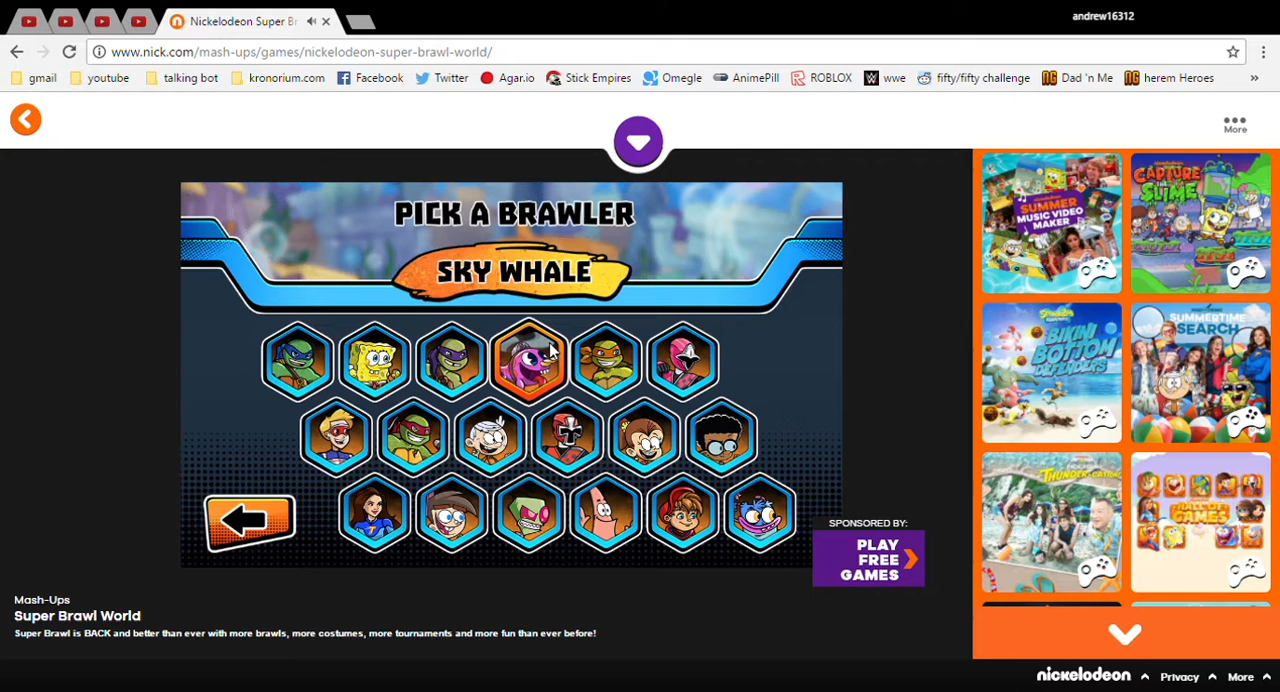 andrew16312
Nickelodeon Super Br
www.nick.com/mash-ups/games/nickelodeon-super-brawl-world/
gmail youtube talking bot kronorium.com Facebook Twitter Agar.io Stick Empires Omegle AnimePill ROBLOX wwe fifty/fifty challenge Dad 'n Me herem Heroes »
More
PICK A BRAWLER
SKY WHALE
SUMMER
MUSIC VIDEO
MAKER
CAPTURE
THE
SLIME
BIKINI
BOTTOM
DEFENDERS
SUMMERTIME
SEARCH
HALL OF
GAMES
SPONSORED BY:
PLAY
FREE
GAMES
Mash-Ups
Super Brawl World
Super Brawl is BACK and better than ever with more brawls, more costumes, more tournaments and more fun than ever before!
nickelodeon Privacy More